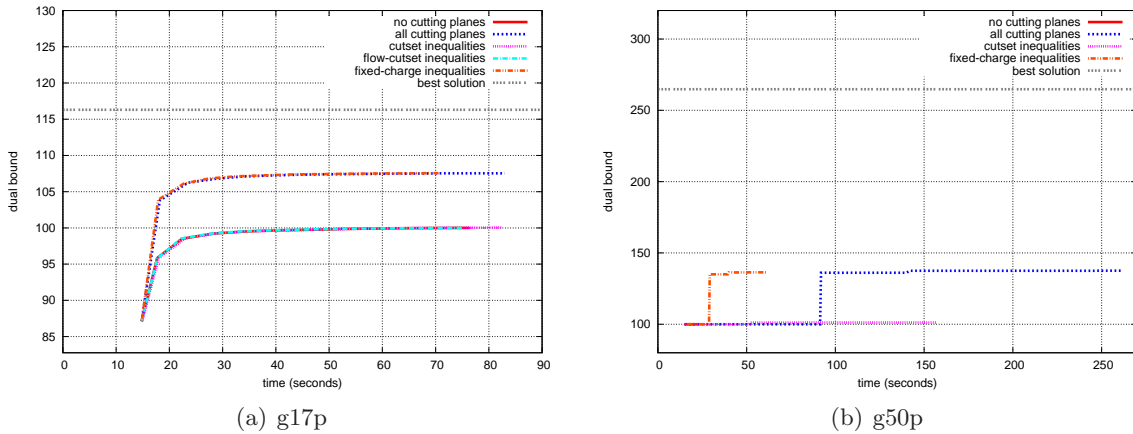 130
125
120
115
110
105
100
95
90
85
dual bound
no cutting planes
all cutting planes
cutset inequalities
flow-cutset inequalities
fixed-charge inequalities
best solution
0 10 20 30 40 50 60 70 80 90
time (seconds)
(a) g17p
300
250
200
150
100
dual bound
no cutting planes
all cutting planes
cutset inequalities
fixed-charge inequalities
best solution
0 50 100 150 200 250
time (seconds)
(b) g50p